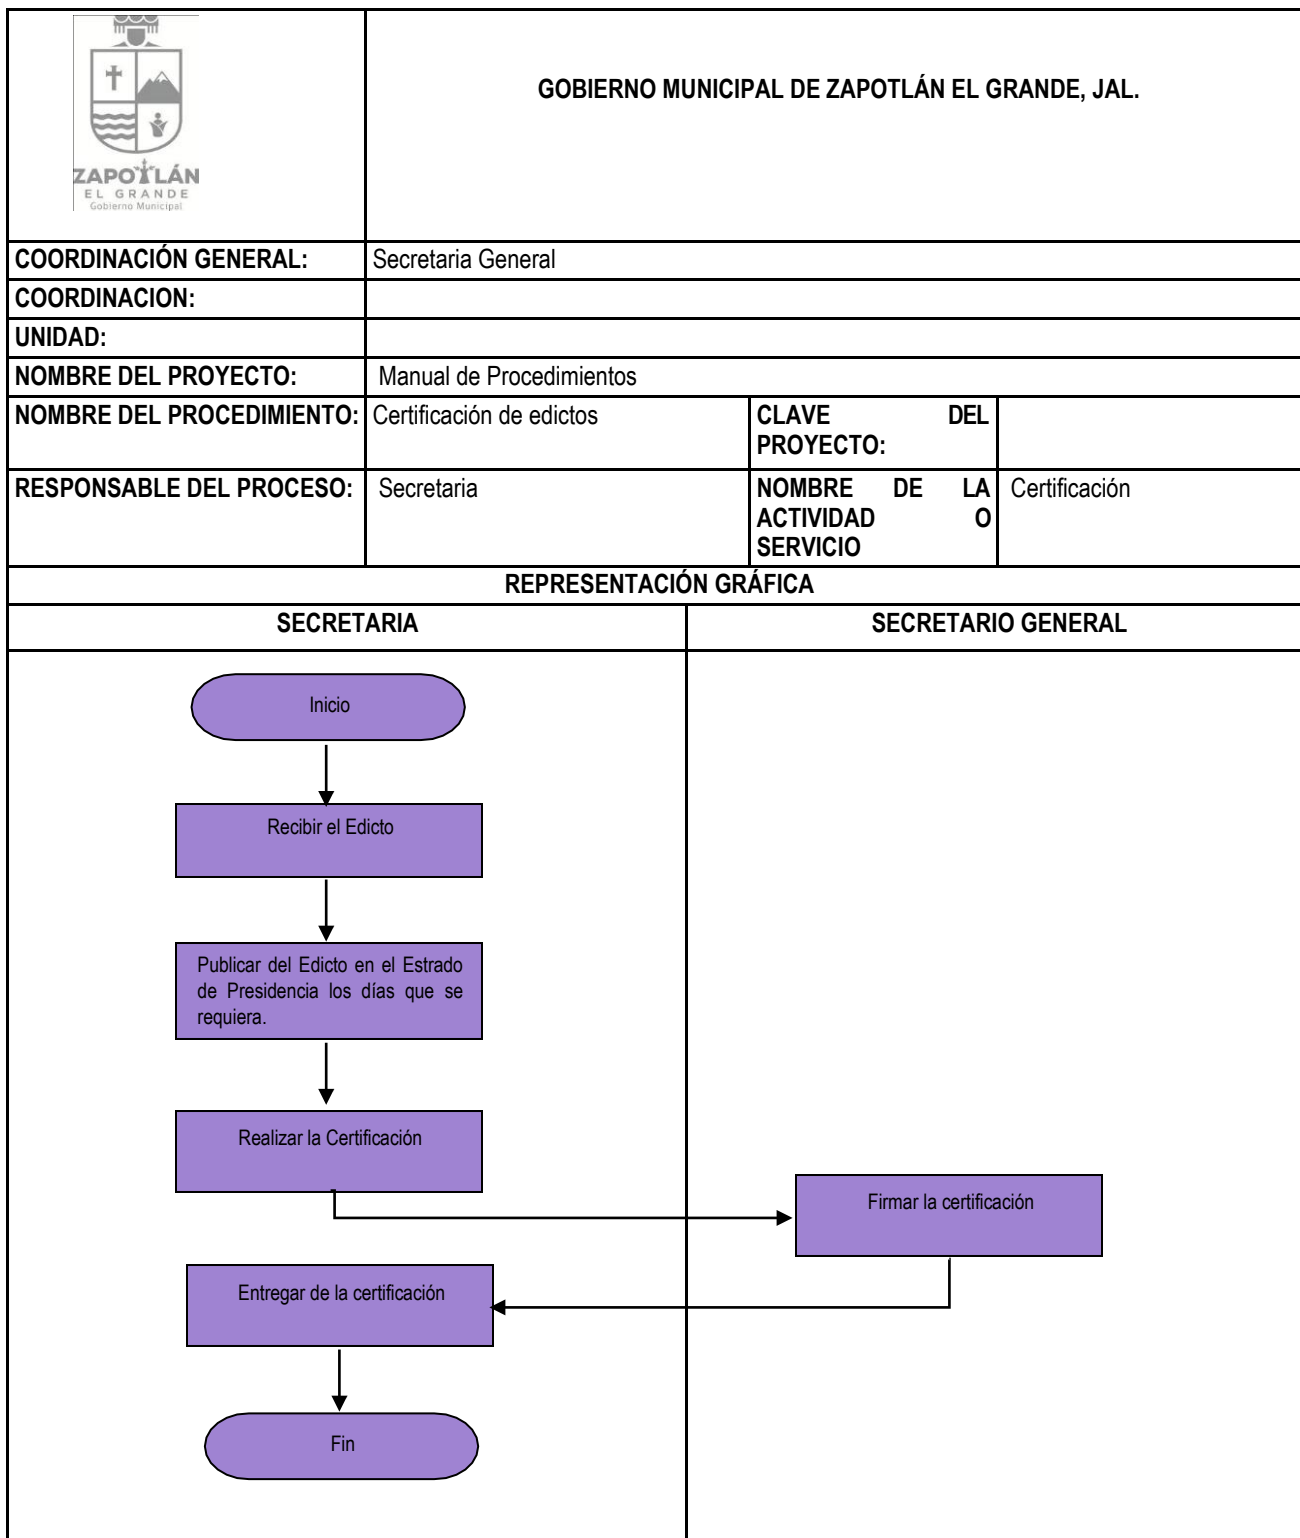 ZAPOTLÁN
EL GRANDE
Gobierno Municipal
GOBIERNO MUNICIPAL DE ZAPOTLÁN EL GRANDE, JAL.
COORDINACIÓN GENERAL: Secretaria General
COORDINACION:
UNIDAD:
NOMBRE DEL PROYECTO: Manual de Procedimientos
NOMBRE DEL PROCEDIMIENTO: Certificación de edictos
CLAVE DEL
PROYECTO:
RESPONSABLE DEL PROCESO: Secretaria
NOMBRE DE LA
ACTIVIDAD O
SERVICIO
Certificación
REPRESENTACIÓN GRÁFICA
SECRETARIA
SECRETARIO GENERAL
Inicio
Recibir el Edicto
Publicar del Edicto en el Estrado
de Presidencia los días que se
requiera.
Realizar la Certificación
Firmar la certificación
Entregar de la certificación
Fin